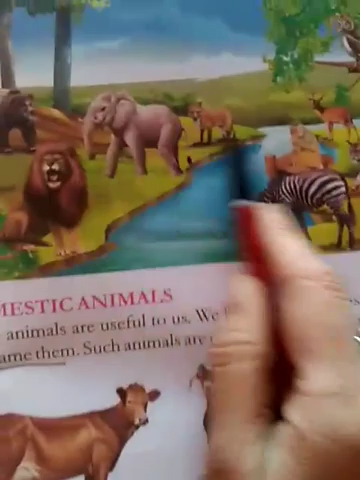 MESTIC ANIMALS
animals are useful to us. We
ame them. Such animals are